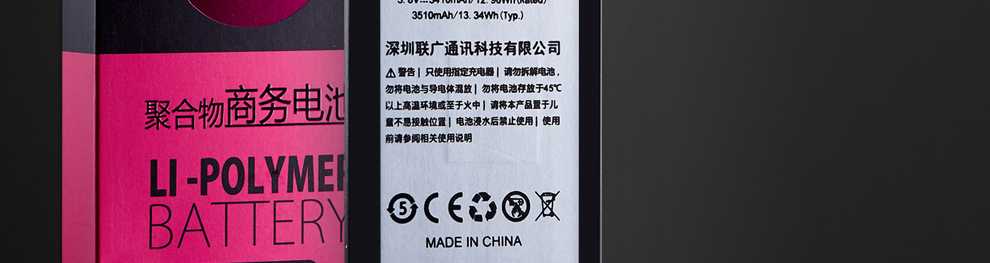 聚合物商务电池
LI-POLYMER
BATTERY
3510mAh/13.34Wh(Typ.)
深圳联广通讯科技有限公司
⚠警告| 只使用指定充电器| 请勿拆解电池,
勿将电池与导电体混放| 勿将电池存放于45℃
以上高温环境或至于火中| 请将本产品置于儿
童不易接触位置| 电池浸水后禁止使用| 使用
前请参阅相关使用说明
5
CE
MADE IN CHINA